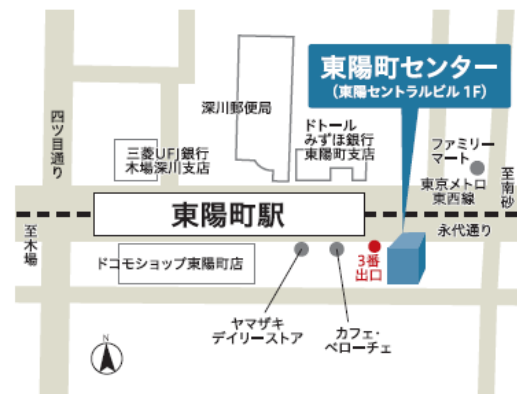 東陽町センター
（東陽セントラルビル 1F）
深川郵便局
四ツ目通り
三菱UFJ銀行
木場深川支店
ドトール
みずほ銀行
東陽町支店
ファミリー
マート
至南砂
東京メトロ
東西線
東陽町駅
永代通り
至木場
ドコモショップ東陽町店
3番
出口
ヤマザキ
デイリーストア
カフェ・
ベローチェ
N